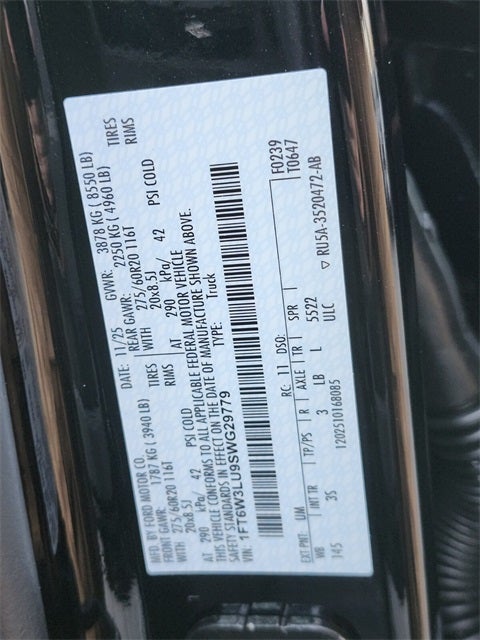 MFD. BY FORD MOTOR CO.
DATE: 11/25 GVWR: 3878 KG ( 8550 LB)
FRONT GAWR: 1787 KG ( 3940 LB) REAR GAWR: 2250 KG ( 4960 LB)
WITH 275/60R20 116T TIRES WITH 275/60R20 116T TIRES
20x8.5J RIMS 20x8.5J RIMS
AT 290 kPa/ 42 PSI COLD AT 290 kPa/ 42 PSI COLD
THIS VEHICLE CONFORMS TO ALL APPLICABLE FEDERAL MOTOR VEHICLE
SAFETY STANDARDS IN EFFECT ON THE DATE OF MANUFACTURE SHOWN ABOVE.
VIN: 1FT6W3LU9SWG29779 Truck
F0239
T0647
EXT PNT: UM RC: 11 DSO:
WB INT TR TP/PS R AXLE TR SPR
145 3S 3 LB L 5522
ULC
1202510168085 ▽ RU5A-3520472-AB